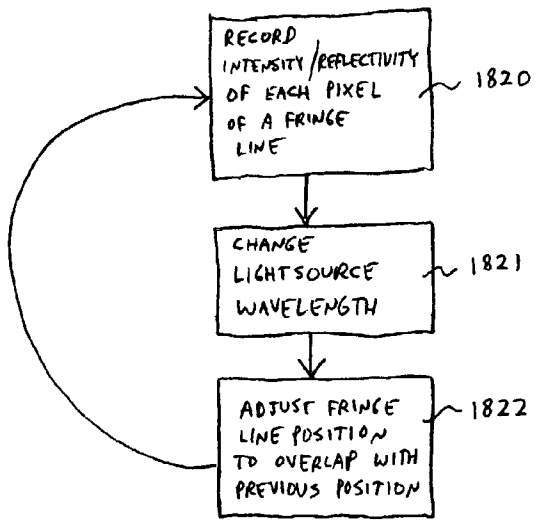 RECORD
INTENSITY/REFLECTIVITY
OF EACH PIXEL
OF A FRINGE
LINE
1820
CHANGE
LIGHTSOURCE
WAVELENGTH
1821
ADJUST FRINGE
LINE POSITION
TO OVERLAP WITH
PREVIOUS POSITION
1822